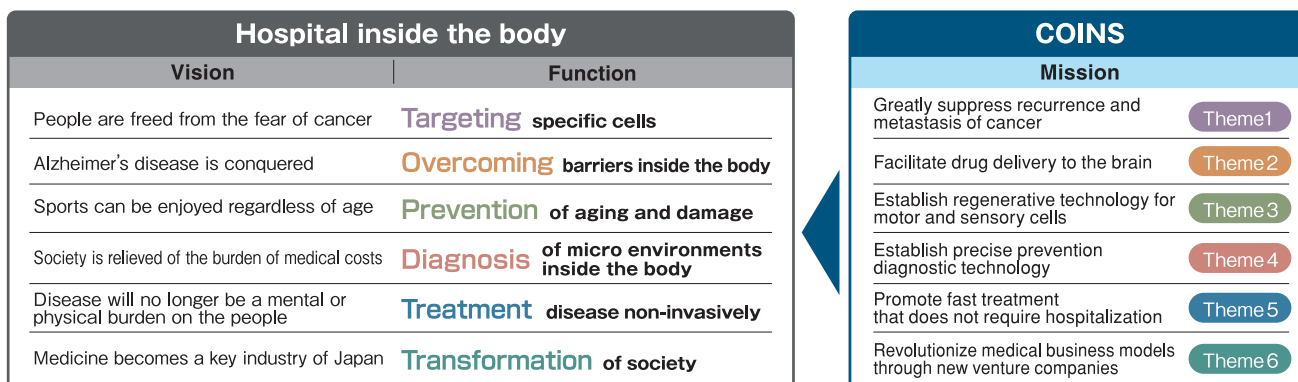 Hospital inside the body
Vision
Function
People are freed from the fear of cancer
Targeting specific cells
Alzheimer's disease is conquered
Overcoming barriers inside the body
Sports can be enjoyed regardless of age
Prevention of aging and damage
Society is relieved of the burden of medical costs
Diagnosis of micro environments
inside the body
Disease will no longer be a mental or
physical burden on the people
Treatment disease non-invasively
Medicine becomes a key industry of Japan
Transformation of society
COINS
Mission
Greatly suppress recurrence and
metastasis of cancer
Theme1
Facilitate drug delivery to the brain
Theme2
Establish regenerative technology for
motor and sensory cells
Theme3
Establish precise prevention
diagnostic technology
Theme4
Promote fast treatment
that does not require hospitalization
Theme5
Revolutionize medical business models
through new venture companies
Theme6